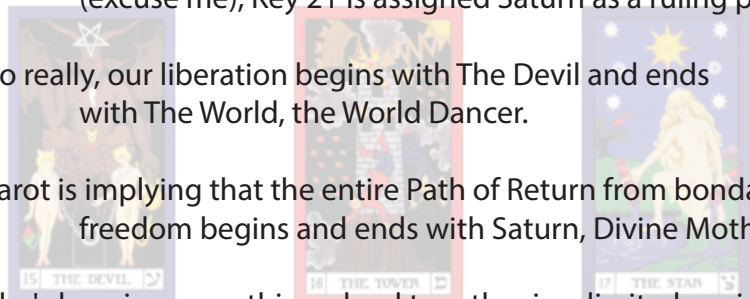 (excuse me), Key 21 is assigned Saturn as a ruling p
o really, our liberation begins with The Devil and ends
with The World, the World Dancer.
arot is implying that the entire Path of Return from bonda
freedom begins and ends with Saturn, Divine Moth
15 THE DEVIL ע
16 THE TOWER פ
17 THE STAR צ